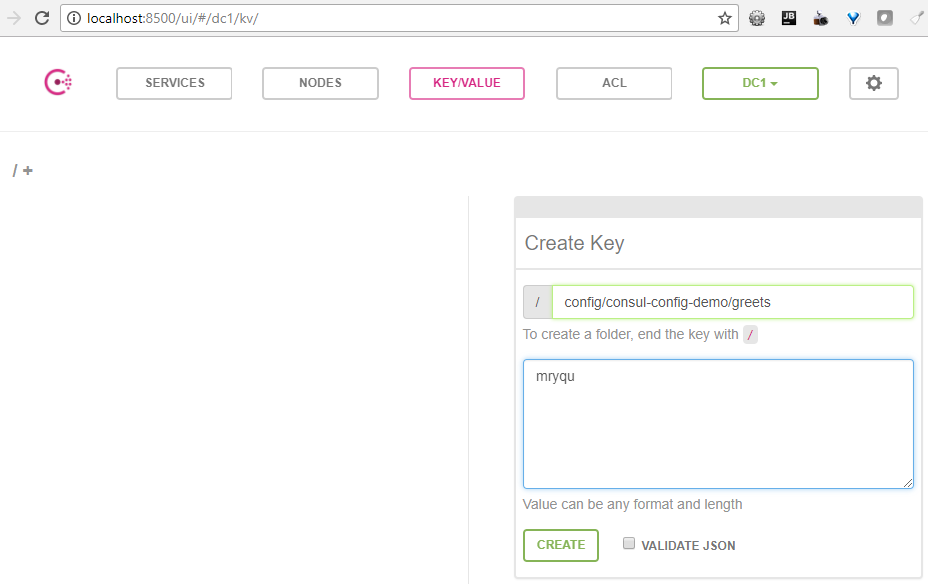 localhost:8500/ui/#/dc1/kv/
JB
SERVICES NODES KEY/VALUE ACL DC1
/ +
Create Key
/ config/consul-config-demo/greets
To create a folder, end the key with /
mryqu
Value can be any format and length
CREATE VALIDATE JSON